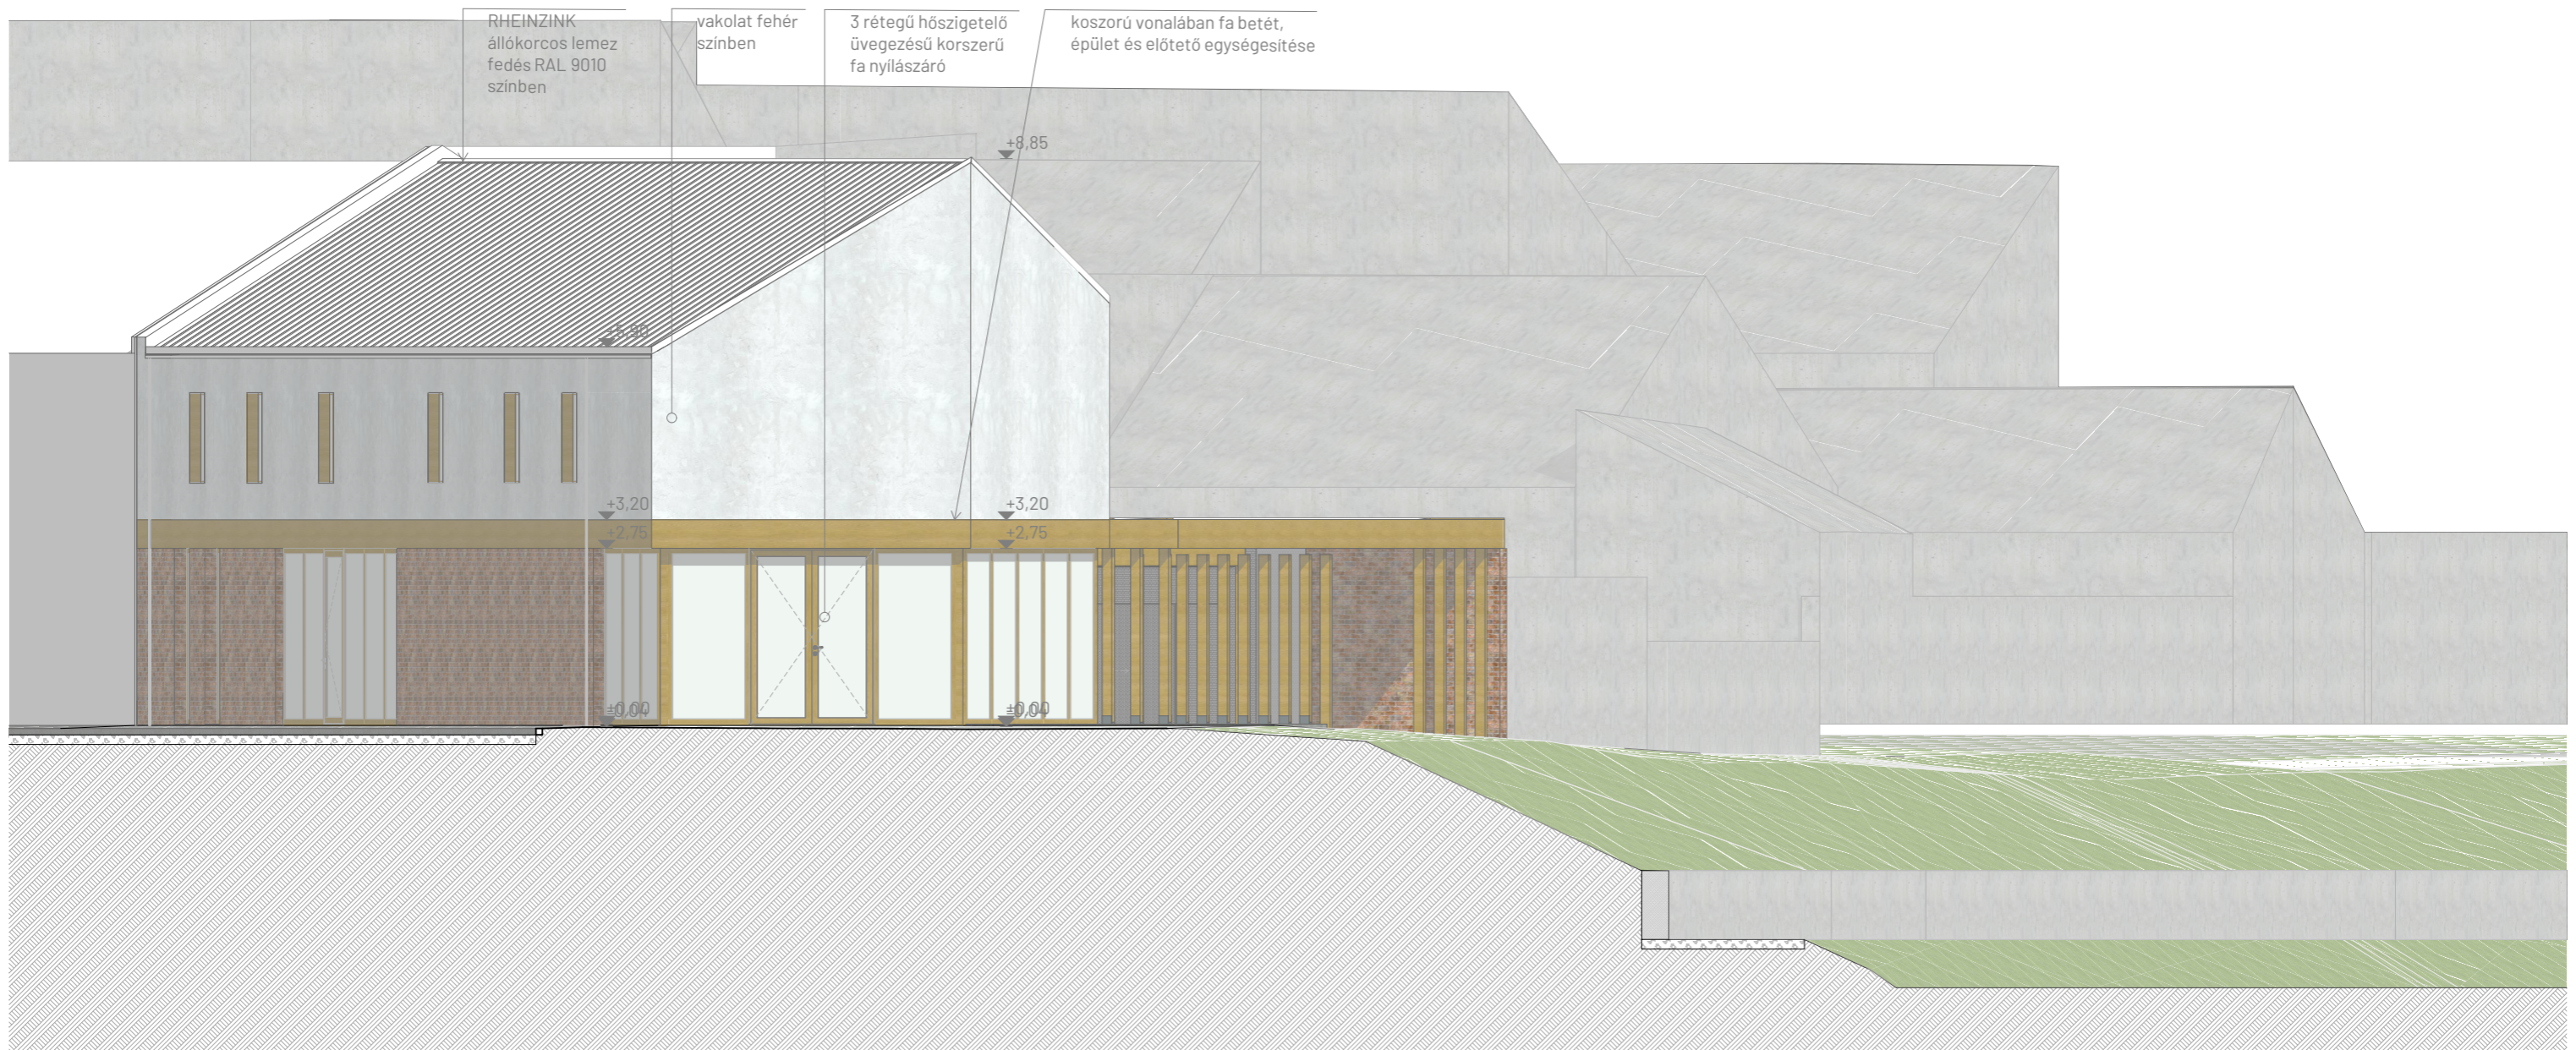 RHEINZINK
állókorcos lemez
fedés RAL 9010
színben
vakolat fehér
színben
3 rétegű hőszigetelő
üvegezésű korszerű
fa nyílászáró
koszorú vonalában fa betét,
épület és előtető egységesítése
+8,85
+5,90
+3,20
+3,20
+2,75
+2,75
±0,00
±0,00